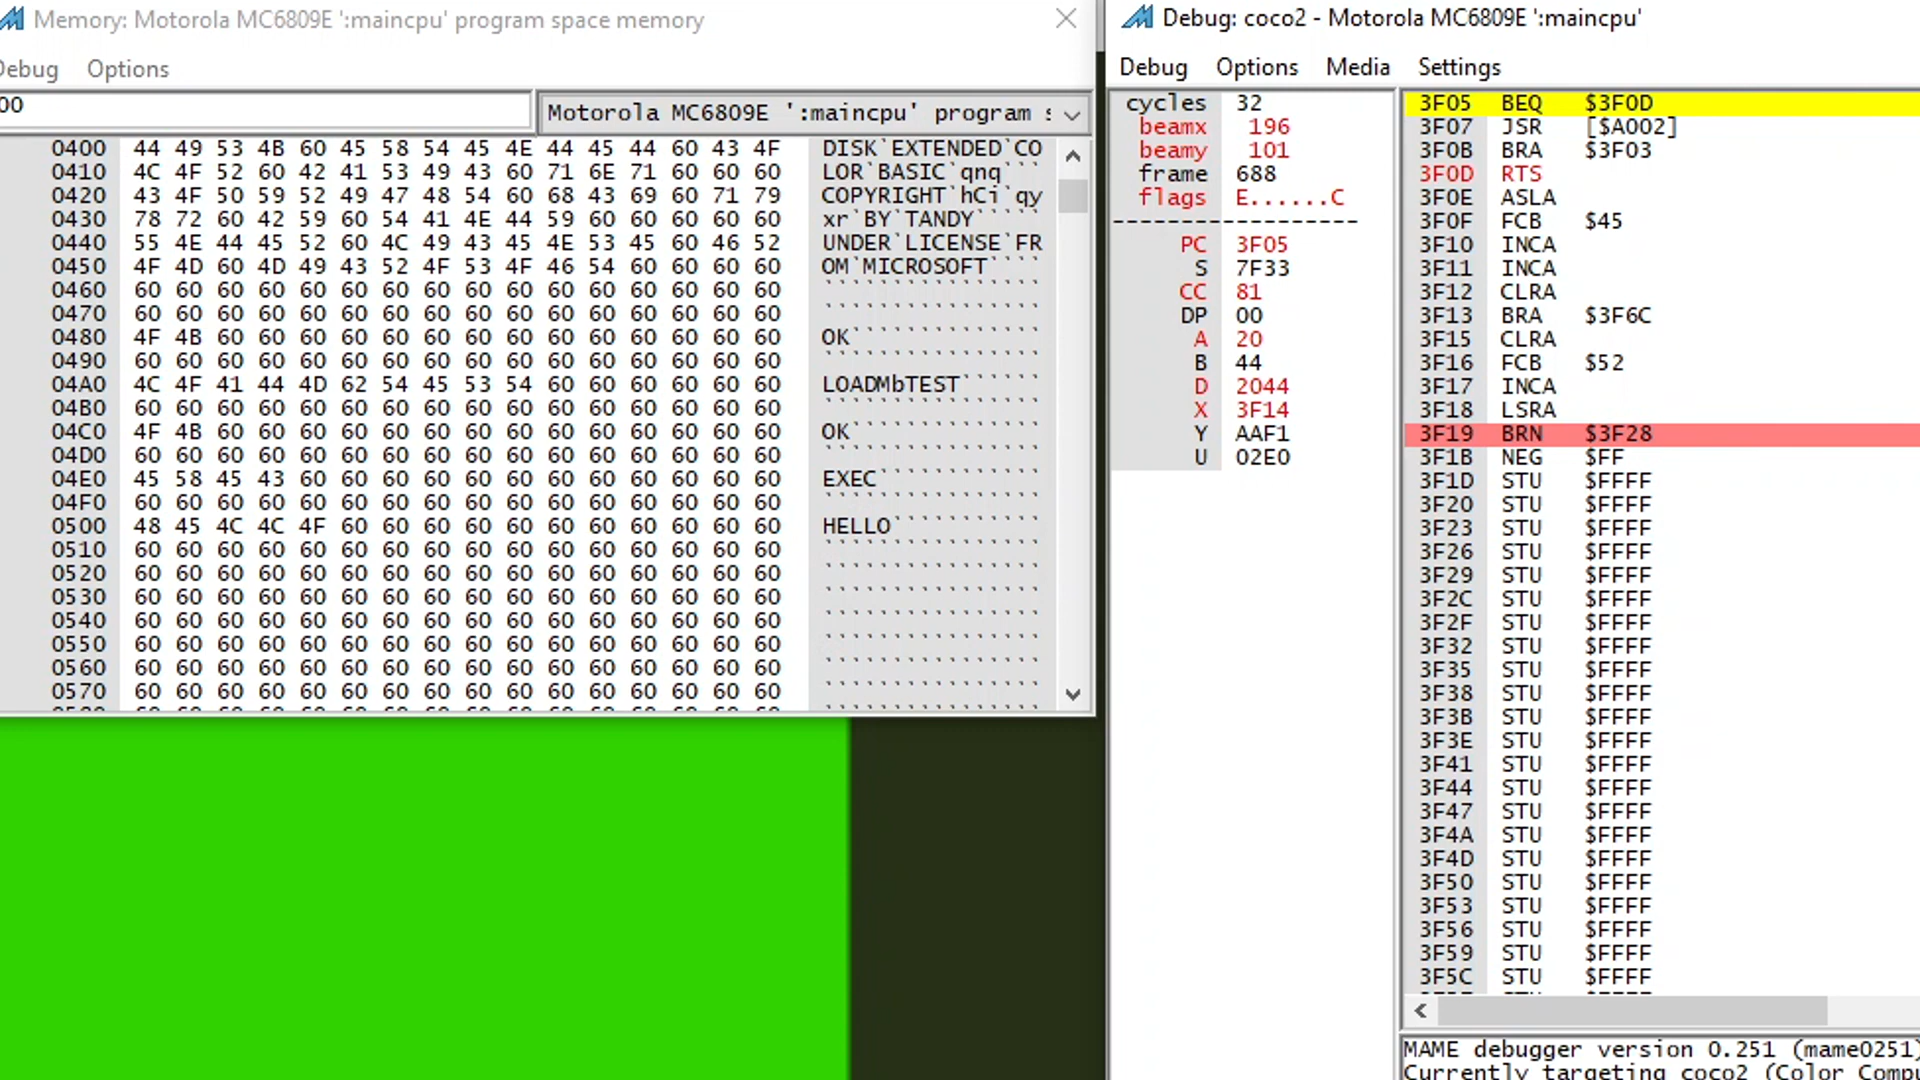 Memory: Motorola MC6809E ':maincpu' program space memory
Debug Options
00
Motorola MC6809E ':maincpu' program s
0400 44 49 53 4B 60 45 58 54 45 4E 44 45 44 60 43 4F DISK`EXTENDED`CO
0410 4C 4F 52 60 42 41 53 49 43 60 71 6E 71 60 60 60 LOR`BASIC`qnq```
0420 43 4F 50 59 52 49 47 48 54 60 68 43 69 60 71 79 COPYRIGHT`hCi`qy
0430 78 72 60 42 59 60 54 41 4E 44 59 60 60 60 60 60 xr`BY`TANDY`````
0440 55 4E 44 45 52 60 4C 49 43 45 4E 53 45 60 46 52 UNDER`LICENSE`FR
0450 4F 4D 60 4D 49 43 52 4F 53 4F 46 54 60 60 60 60 OM`MICROSOFT````
0460 60 60 60 60 60 60 60 60 60 60 60 60 60 60 60 60 ````````````````
0470 60 60 60 60 60 60 60 60 60 60 60 60 60 60 60 60 ````````````````
0480 4F 4B 60 60 60 60 60 60 60 60 60 60 60 60 60 60 OK``````````````
0490 60 60 60 60 60 60 60 60 60 60 60 60 60 60 60 60 ````````````````
04A0 4C 4F 41 44 4D 62 54 45 53 54 60 60 60 60 60 60 LOADMbTEST``````
04B0 60 60 60 60 60 60 60 60 60 60 60 60 60 60 60 60 ````````````````
04C0 4F 4B 60 60 60 60 60 60 60 60 60 60 60 60 60 60 OK``````````````
04D0 60 60 60 60 60 60 60 60 60 60 60 60 60 60 60 60 ````````````````
04E0 45 58 45 43 60 60 60 60 60 60 60 60 60 60 60 60 EXEC````````````
04F0 60 60 60 60 60 60 60 60 60 60 60 60 60 60 60 60 ````````````````
0500 48 45 4C 4C 4F 60 60 60 60 60 60 60 60 60 60 60 HELLO```````````
0510 60 60 60 60 60 60 60 60 60 60 60 60 60 60 60 60 ````````````````
0520 60 60 60 60 60 60 60 60 60 60 60 60 60 60 60 60 ````````````````
0530 60 60 60 60 60 60 60 60 60 60 60 60 60 60 60 60 ````````````````
0540 60 60 60 60 60 60 60 60 60 60 60 60 60 60 60 60 ````````````````
0550 60 60 60 60 60 60 60 60 60 60 60 60 60 60 60 60 ````````````````
0560 60 60 60 60 60 60 60 60 60 60 60 60 60 60 60 60 ````````````````
0570 60 60 60 60 60 60 60 60 60 60 60 60 60 60 60 60 ````````````````
Debug: coco2 - Motorola MC6809E ':maincpu'
Debug Options Media Settings
cycles 32
beamx 196
beamy 101
frame 688
flags E......C
------------------
PC 3F05
S 7F33
CC 81
DP 00
A 20
B 44
D 2044
X 3F14
Y AAF1
U 02E0
3F05 BEQ $3F0D
3F07 JSR [$A002]
3F0B BRA $3F03
3F0D RTS
3F0E ASLA
3F0F FCB $45
3F10 INCA
3F11 INCA
3F12 CLRA
3F13 BRA $3F6C
3F15 CLRA
3F16 FCB $52
3F17 INCA
3F18 LSRA
3F19 BRN $3F28
3F1B NEG $FF
3F1D STU $FFFF
3F20 STU $FFFF
3F23 STU $FFFF
3F26 STU $FFFF
3F29 STU $FFFF
3F2C STU $FFFF
3F2F STU $FFFF
3F32 STU $FFFF
3F35 STU $FFFF
3F38 STU $FFFF
3F3B STU $FFFF
3F3E STU $FFFF
3F41 STU $FFFF
3F44 STU $FFFF
3F47 STU $FFFF
3F4A STU $FFFF
3F4D STU $FFFF
3F50 STU $FFFF
3F53 STU $FFFF
3F56 STU $FFFF
3F59 STU $FFFF
3F5C STU $FFFF
MAME debugger version 0.251 (mame0251)
Currently targeting coco2 (Color Compu